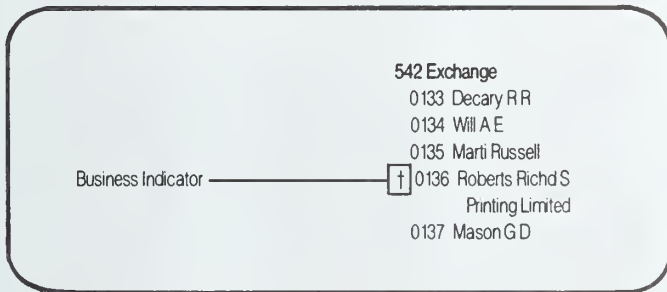 542 Exchange
0133 Decary R R
0134 Will A E
0135 Marti Russell
Business Indicator † 0136 Roberts Richd S
Printing Limited
0137 Mason G D